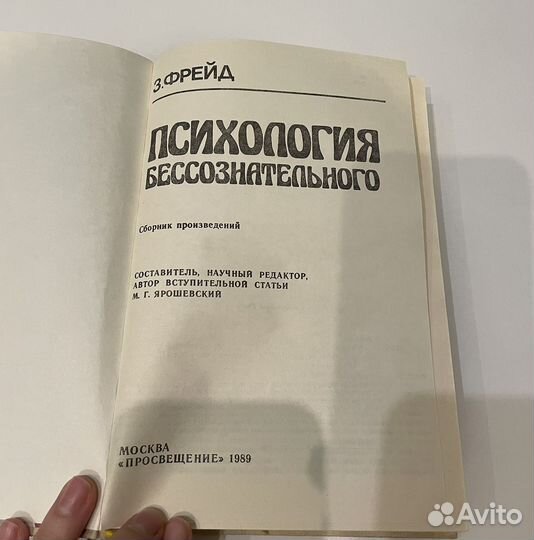 З.ФРЕЙД
ПСИХОЛОГИЯ
БЕССОЗНАТЕЛЬНОГО
Сборник произведений
СОСТАВИТЕЛЬ, НАУЧНЫЙ РЕДАКТОР,
АВТОР ВСТУПИТЕЛЬНОЙ СТАТЬИ
М. Г. ЯРОШЕВСКИЙ
МОСКВА
«ПРОСВЕЩЕНИЕ» 1989
Avito